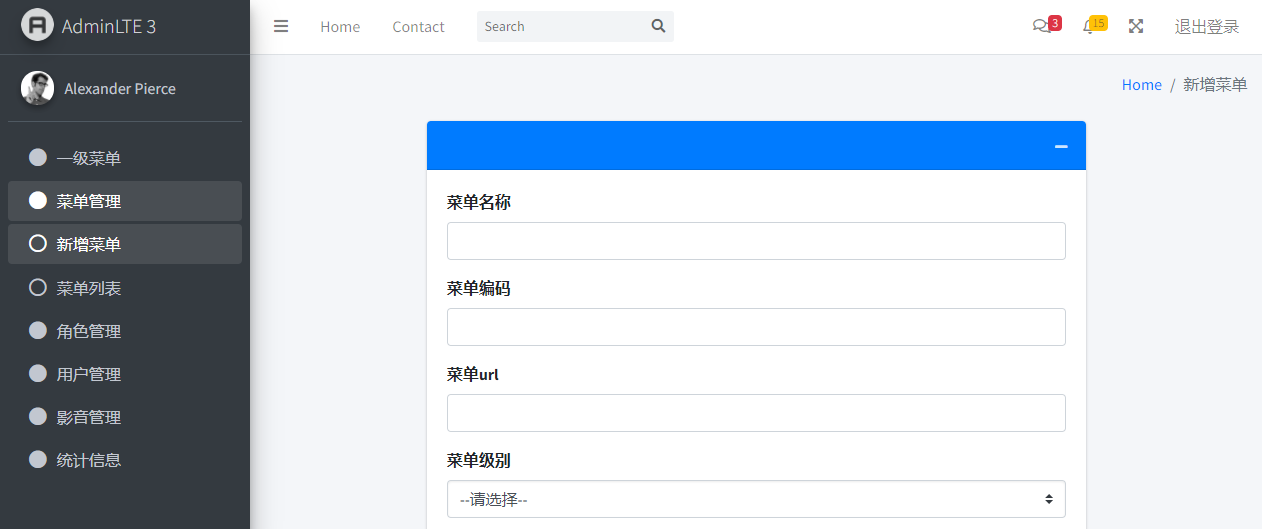 AdminLTE 3
Home
Contact
Search
3
15
退出登录
Alexander Pierce
Home / 新增菜单
一级菜单
菜单管理
新增菜单
菜单列表
角色管理
用户管理
影音管理
统计信息
菜单名称
菜单编码
菜单url
菜单级别
--请选择--